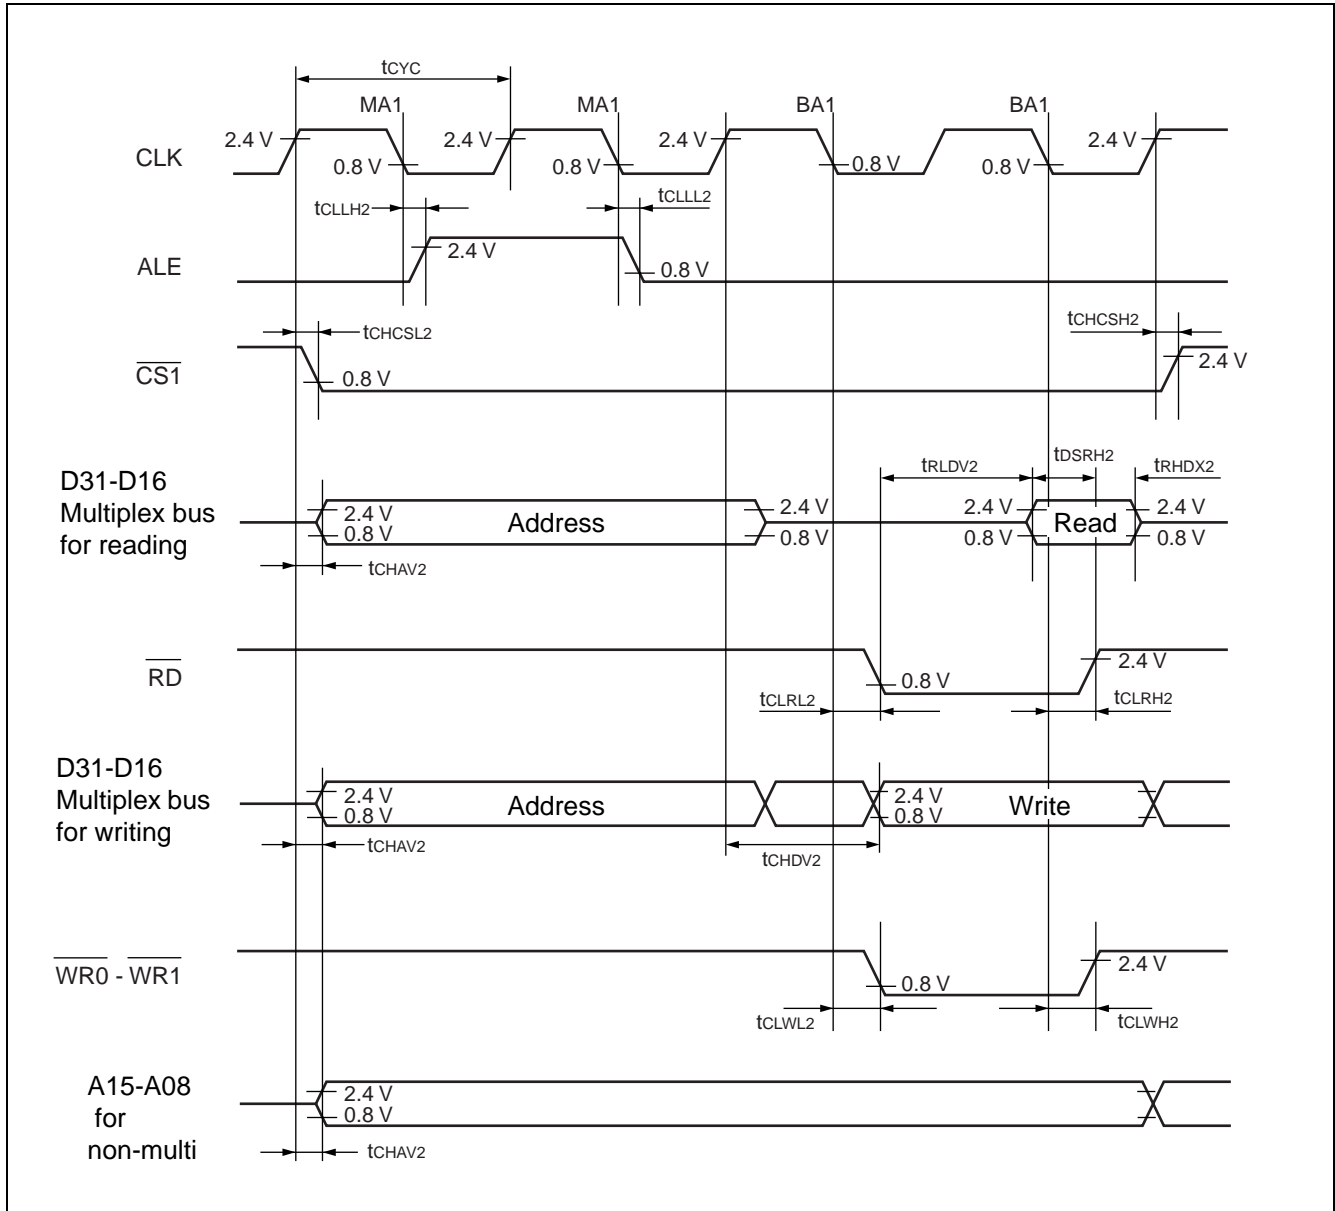 tCYC
MA1
MA1
BA1
BA1
CLK
2.4 V
0.8 V
2.4 V
0.8 V
2.4 V
0.8 V
0.8 V
2.4 V
tCLLH2
tCLLL2
ALE
2.4 V
0.8 V
tCHCSL2
tCHCSH2
CS1
0.8 V
2.4 V
tRLDV2
tDSRH2
tRHDX2
D31-D16
Multiplex bus
for reading
2.4 V
0.8 V
Address
2.4 V
0.8 V
2.4 V
0.8 V
Read
2.4 V
0.8 V
tCHAV2
RD
0.8 V
2.4 V
tCLRL2
tCLRH2
D31-D16
Multiplex bus
for writing
2.4 V
0.8 V
Address
2.4 V
0.8 V
Write
tCHAV2
tCHDV2
WR0 - WR1
0.8 V
2.4 V
tCLWL2
tCLWH2
A15-A08
for
non-multi
2.4 V
0.8 V
tCHAV2